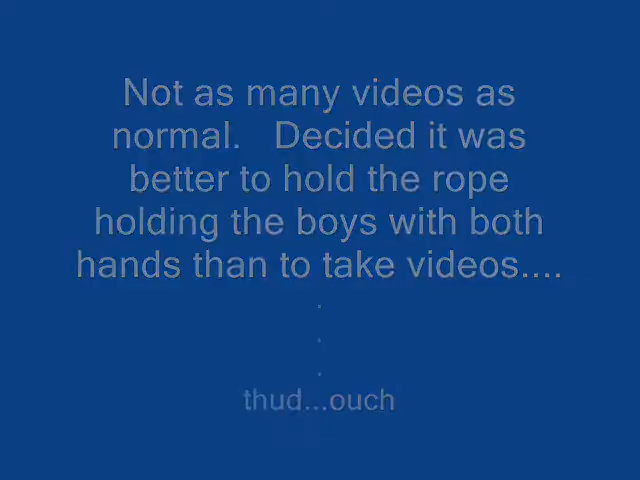 Not as many videos as
normal.   Decided it was
better to hold the rope
holding the boys with both
hands than to take videos....
.
.
.
thud...ouch